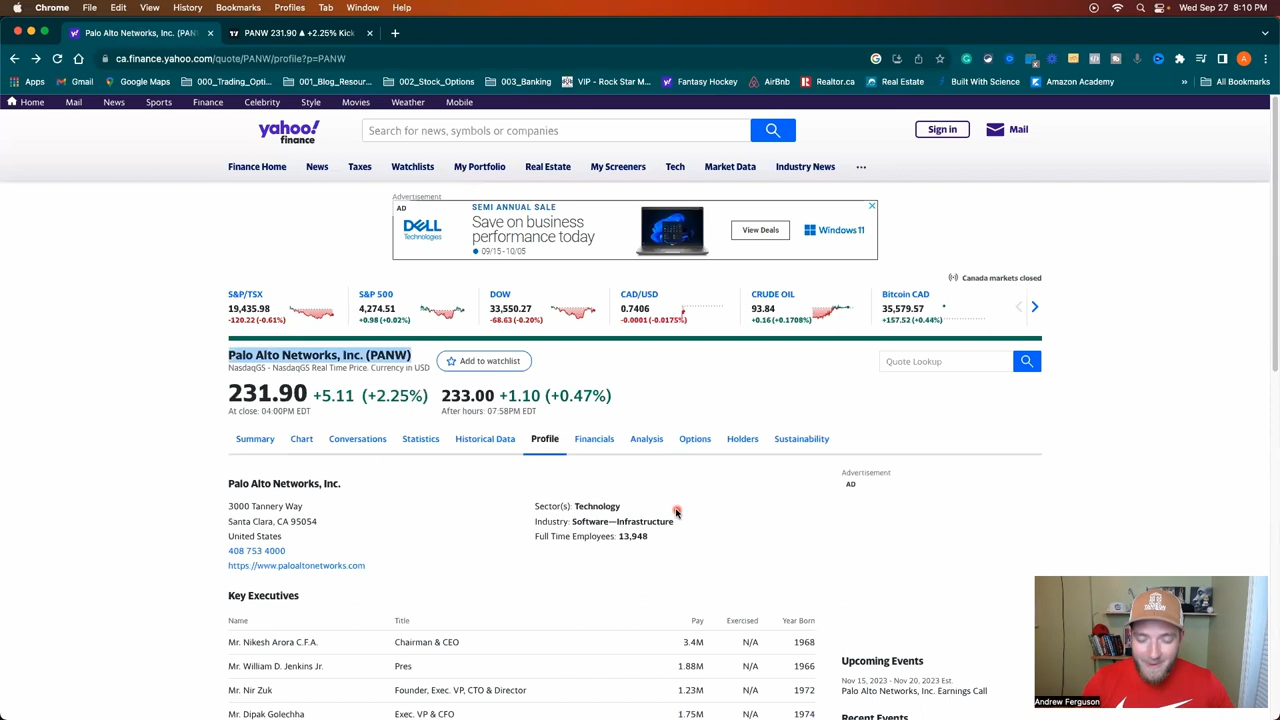 Chrome File Edit View History Bookmarks Profiles Tab Window Help Wed Sep 27 8:10 PM
Palo Alto Networks, Inc. (PAN
PANW 231.90 ▲ +2.25% Kick
ca.finance.yahoo.com/quote/PANW/profile?p=PANW
Apps Gmail Google Maps 000_Trading_Opti... 001_Blog_Resour... 002_Stock_Options 003_Banking VIP - Rock Star M... Fantasy Hockey AirBnb Realtor.ca Real Estate Built With Science Amazon Academy » All Bookmarks
Home Mail News Sports Finance Celebrity Style Movies Weather Mobile
yahoo! finance
Search for news, symbols or companies
Sign in
Mail
Finance Home News Taxes Watchlists My Portfolio Real Estate My Screeners Tech Market Data Industry News ...
Advertisement
AD
DELL Technologies
SEMI ANNUAL SALE
Save on business
performance today
09/15 - 10/05
View Deals
Windows 11
Canada markets closed
S&P/TSX S&P 500 DOW CAD/USD CRUDE OIL Bitcoin CAD
19,435.98 4,274.51 33,550.27 0.7406 93.84 35,579.57
-120.22 (-0.61%) +0.98 (+0.02%) -68.63 (-0.20%) -0.0001 (-0.0175%) +0.16 (+0.1708%) +157.52 (+0.44%)
Palo Alto Networks, Inc. (PANW)
Add to watchlist
Quote Lookup
NasdaqGS - NasdaqGS Real Time Price. Currency in USD
231.90 +5.11 (+2.25%) 233.00 +1.10 (+0.47%)
At close: 04:00PM EDT After hours: 07:58PM EDT
Summary Chart Conversations Statistics Historical Data Profile Financials Analysis Options Holders Sustainability
Advertisement
AD
Palo Alto Networks, Inc.
3000 Tannery Way
Santa Clara, CA 95054
United States
408 753 4000
https://www.paloaltonetworks.com
Sector(s): Technology
Industry: Software—Infrastructure
Full Time Employees: 13,948
Key Executives
Name Title Pay Exercised Year Born
Mr. Nikesh Arora C.F.A. Chairman & CEO 3.4M N/A 1968
Mr. William D. Jenkins Jr. Pres 1.88M N/A 1966
Mr. Nir Zuk Founder, Exec. VP, CTO & Director 1.23M N/A 1972
Mr. Dipak Golechha Exec. VP & CFO 1.75M N/A 1974
Upcoming Events
Nov 15, 2023 - Nov 20, 2023 Est.
Palo Alto Networks, Inc. Earnings Call
Recent Events
Andrew Ferguson